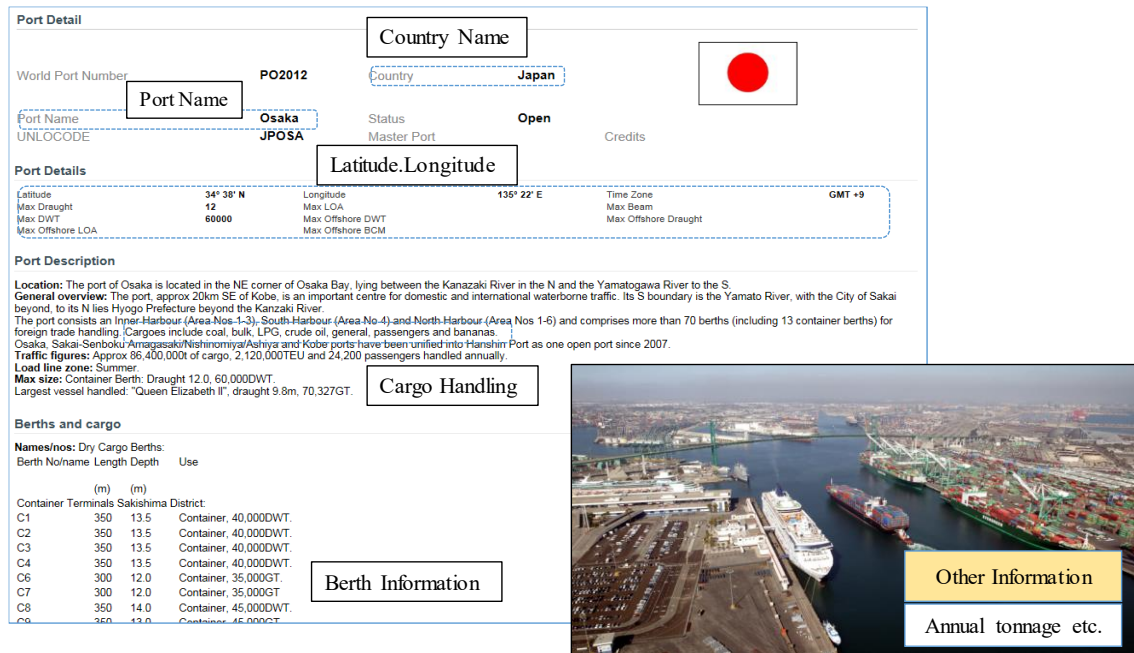 Port Detail
Country Name
World Port Number PO2012 Country Japan
Port Name
Port Name Osaka Status Open
UNLOCODE JPOSA Master Port Credits
Latitude.Longitude
Port Details
Latitude 34° 38' N Longitude 135° 22' E Time Zone GMT +9
Max Draught 12 Max LOA Max Beam
Max DWT 60000 Max Offshore DWT Max Offshore Draught
Max Offshore LOA Max Offshore BCM
Port Description
Location: The port of Osaka is located in the NE corner of Osaka Bay, lying between the Kanazaki River in the N and the Yamatogawa River to the S.
General overview: The port, approx 20km SE of Kobe, is an important centre for domestic and international waterborne traffic. Its S boundary is the Yamato River, with the City of Sakai
beyond, to its N lies Hyogo Prefecture beyond the Kanzaki River.
The port consists an Inner Harbour (Area Nos 1-3), South Harbour (Area No 4) and North Harbour (Area Nos 1-6) and comprises more than 70 berths (including 13 container berths) for
foreign trade handling. Cargoes include coal, bulk, LPG, crude oil, general, passengers and bananas.
Osaka, Sakai-Senboku Amagasaki/Nishinomiya/Ashiya and Kobe ports have been unified into Hanshin Port as one open port since 2007.
Traffic figures: Approx 86,400,000t of cargo, 2,120,000TEU and 24,200 passengers handled annually.
Load line zone: Summer.
Max size: Container Berth: Draught 12.0, 60,000DWT.
Largest vessel handled: "Queen Elizabeth II", draught 9.8m, 70,327GT.
Cargo Handling
Berths and cargo
Names/nos: Dry Cargo Berths:
Berth No/name Length Depth Use
(m) (m)
Container Terminals Sakishima District:
C1 350 13.5 Container, 40,000DWT.
C2 350 13.5 Container, 40,000DWT.
C3 350 13.5 Container, 40,000DWT.
C4 350 13.5 Container, 40,000DWT.
C6 300 12.0 Container, 35,000GT.
C7 300 12.0 Container, 35,000GT
C8 350 14.0 Container, 45,000DWT.
C9 350 13.0 Container, 45,000GT
Berth Information
Other Information
Annual tonnage etc.